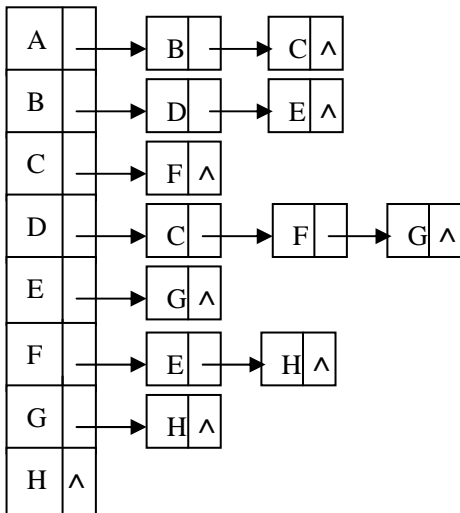 A B C ^
B D E ^
C F ^
D C F G ^
E G ^
F E H ^
G H ^
H ^